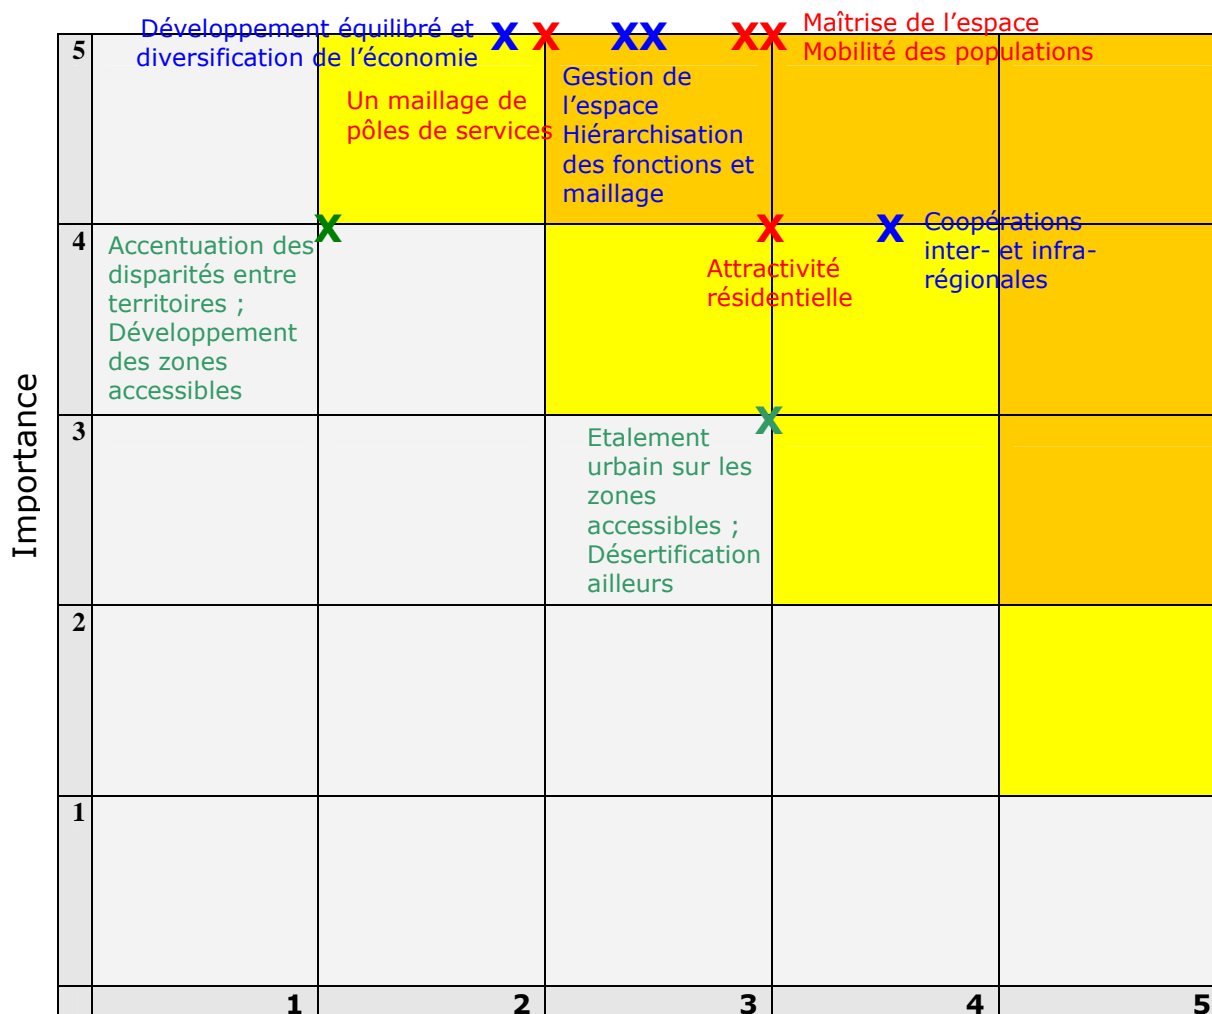 Développement équilibré et
diversification de l’économie
X X XX XX
Maîtrise de l’espace
Mobilité des populations
5
Un maillage de
pôles de services
Gestion de
l’espace
Hiérarchisation
des fonctions et
maillage
X X X
4
Accentuation des
disparités entre
territoires ;
Développement
des zones
accessibles
Attractivité
résidentielle
Coopérations
inter- et infra-
régionales
X
3
Etalement
urbain sur les
zones
accessibles ;
Désertification
ailleurs
Importance
2
1
1 2 3 4 5